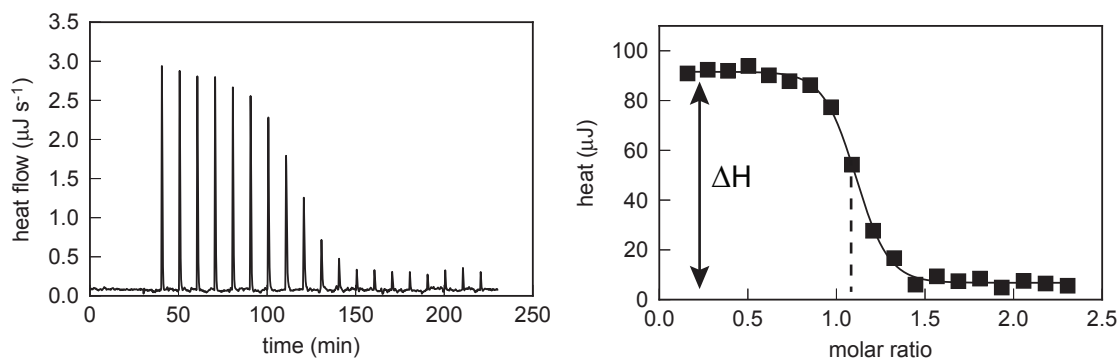 3.5
3.0
2.5
2.0
1.5
1.0
0.5
0.0
heat flow (μJ s⁻¹)
0 50 100 150 200 250
time (min)
100
80
60
40
20
0
heat (μJ)
ΔH
0.0 0.5 1.0 1.5 2.0 2.5
molar ratio